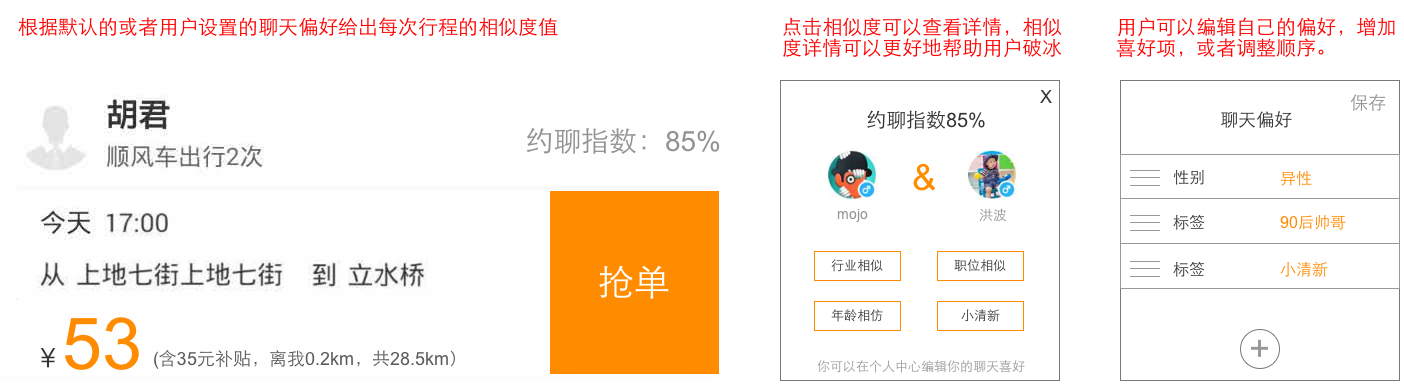 根据默认的或者用户设置的聊天偏好给出每次行程的相似度值
胡君
顺风车出行2次
约聊指数：85%
今天 17:00
从 上地七街上地七街 到 立水桥
¥53 (含35元补贴，离我0.2km，共28.5km)
抢单
点击相似度可以查看详情，相似
度详情可以更好地帮助用户破冰
X
约聊指数85%
&
mojo 洪波
行业相似 职位相似
年龄相仿 小清新
你可以在个人中心编辑你的聊天喜好
用户可以编辑自己的偏好，增加
喜好项，或者调整顺序。
保存
聊天偏好
性别 异性
标签 90后帅哥
标签 小清新